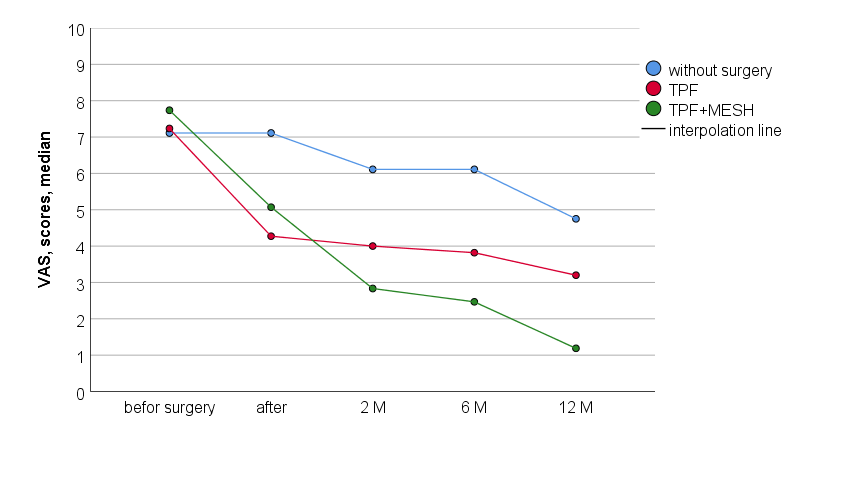 10
9
8
7
6
5
4
3
2
1
0
VAS, scores, median
befor surgery
after
2 M
6 M
12 M
without surgery
TPF
TPF+MESH
interpolation line